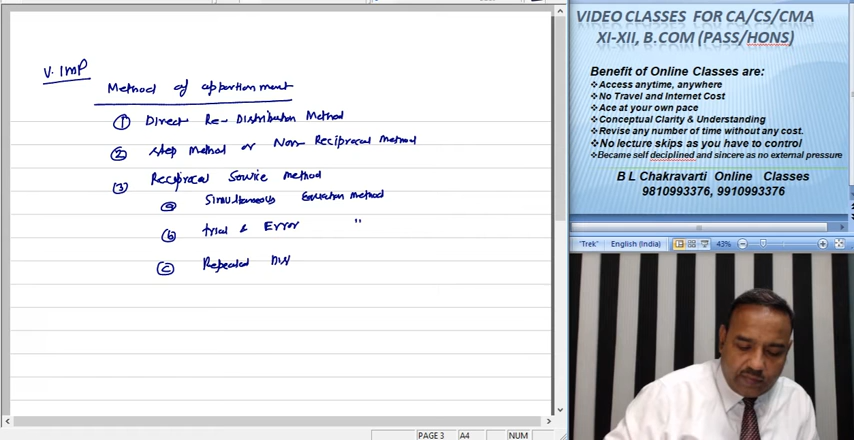 V. IMP
Method of apportionment
① Direct Re-Distribution Method
② Step Method or Non-Reciprocal Method
③ Reciprocal Service Method
ⓐ Simultaneous Equation Method
ⓑ Trial & Error "
ⓒ Repeated Dis
PAGE 3 A4 NUM
VIDEO CLASSES FOR CA/CS/CMA
XI-XII, B.COM (PASS/HONS)
Benefit of Online Classes are:
❖Access anytime, anywhere
❖No Travel and Internet Cost
❖Ace at your own pace
❖Conceptual Clarity & Understanding
❖Revise any number of time without any cost.
❖No lecture skips as you have to control
❖Became self deciplined and sincere as no external pressure
B L Chakravarti Online Classes
9810993376, 9910993376
"Trek" English (India) 43%